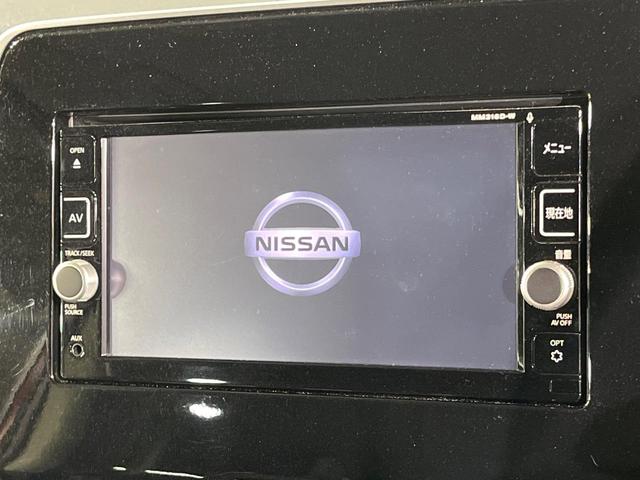 MM316D-W
OPEN
メニュー
AV
現在地
NISSAN
TRACK/SEEK
音量
PUSH
SOURCE
PUSH
AV OFF
AUX
OPT